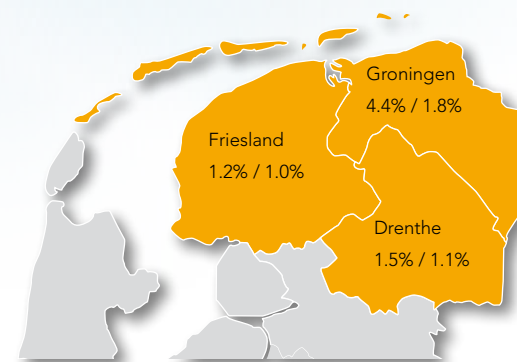 Groningen
4.4% / 1.8%
Friesland
1.2% / 1.0%
Drenthe
1.5% / 1.1%